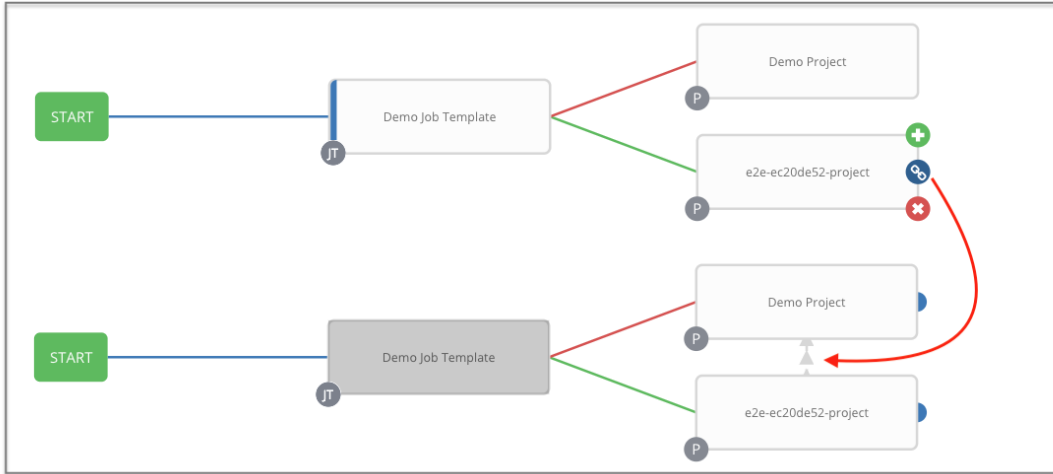 Demo Project
START
Demo Job Template
P
JT
e2e-ec20de52-project
P
Demo Project
START
Demo Job Template
P
JT
e2e-ec20de52-project
P